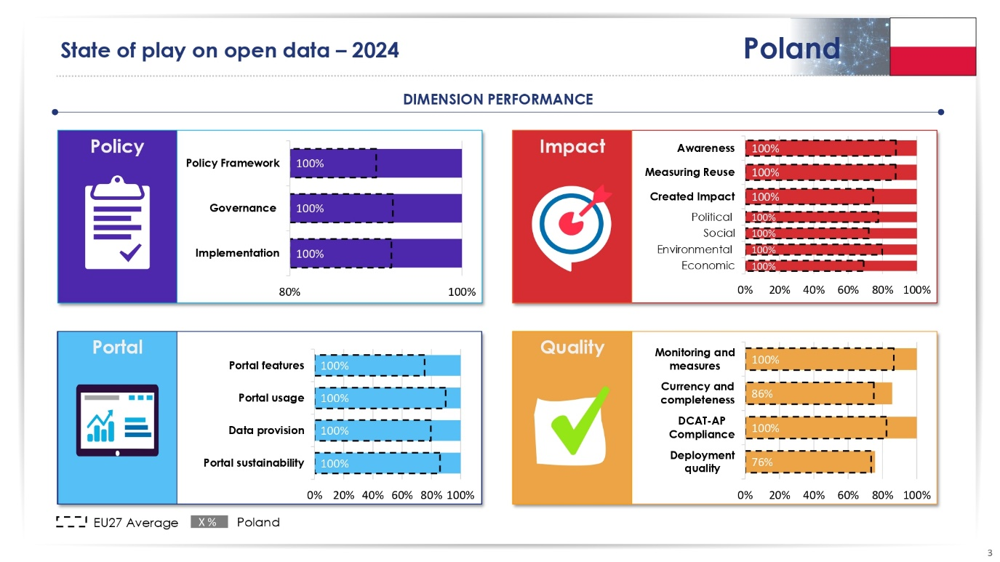 State of play on open data – 2024
Poland
DIMENSION PERFORMANCE
Policy
Policy Framework
100%
Governance
100%
Implementation
100%
80%
100%
Impact
Awareness
100%
Measuring Reuse
100%
Created Impact
100%
Political
100%
Social
100%
Environmental
100%
Economic
100%
0% 20% 40% 60% 80% 100%
Portal
Portal features
100%
Portal usage
100%
Data provision
100%
Portal sustainability
100%
0% 20% 40% 60% 80% 100%
Quality
Monitoring and
measures
100%
Currency and
completeness
86%
DCAT-AP
Compliance
100%
Deployment
quality
76%
0% 20% 40% 60% 80% 100%
EU27 Average
X %
Poland
3